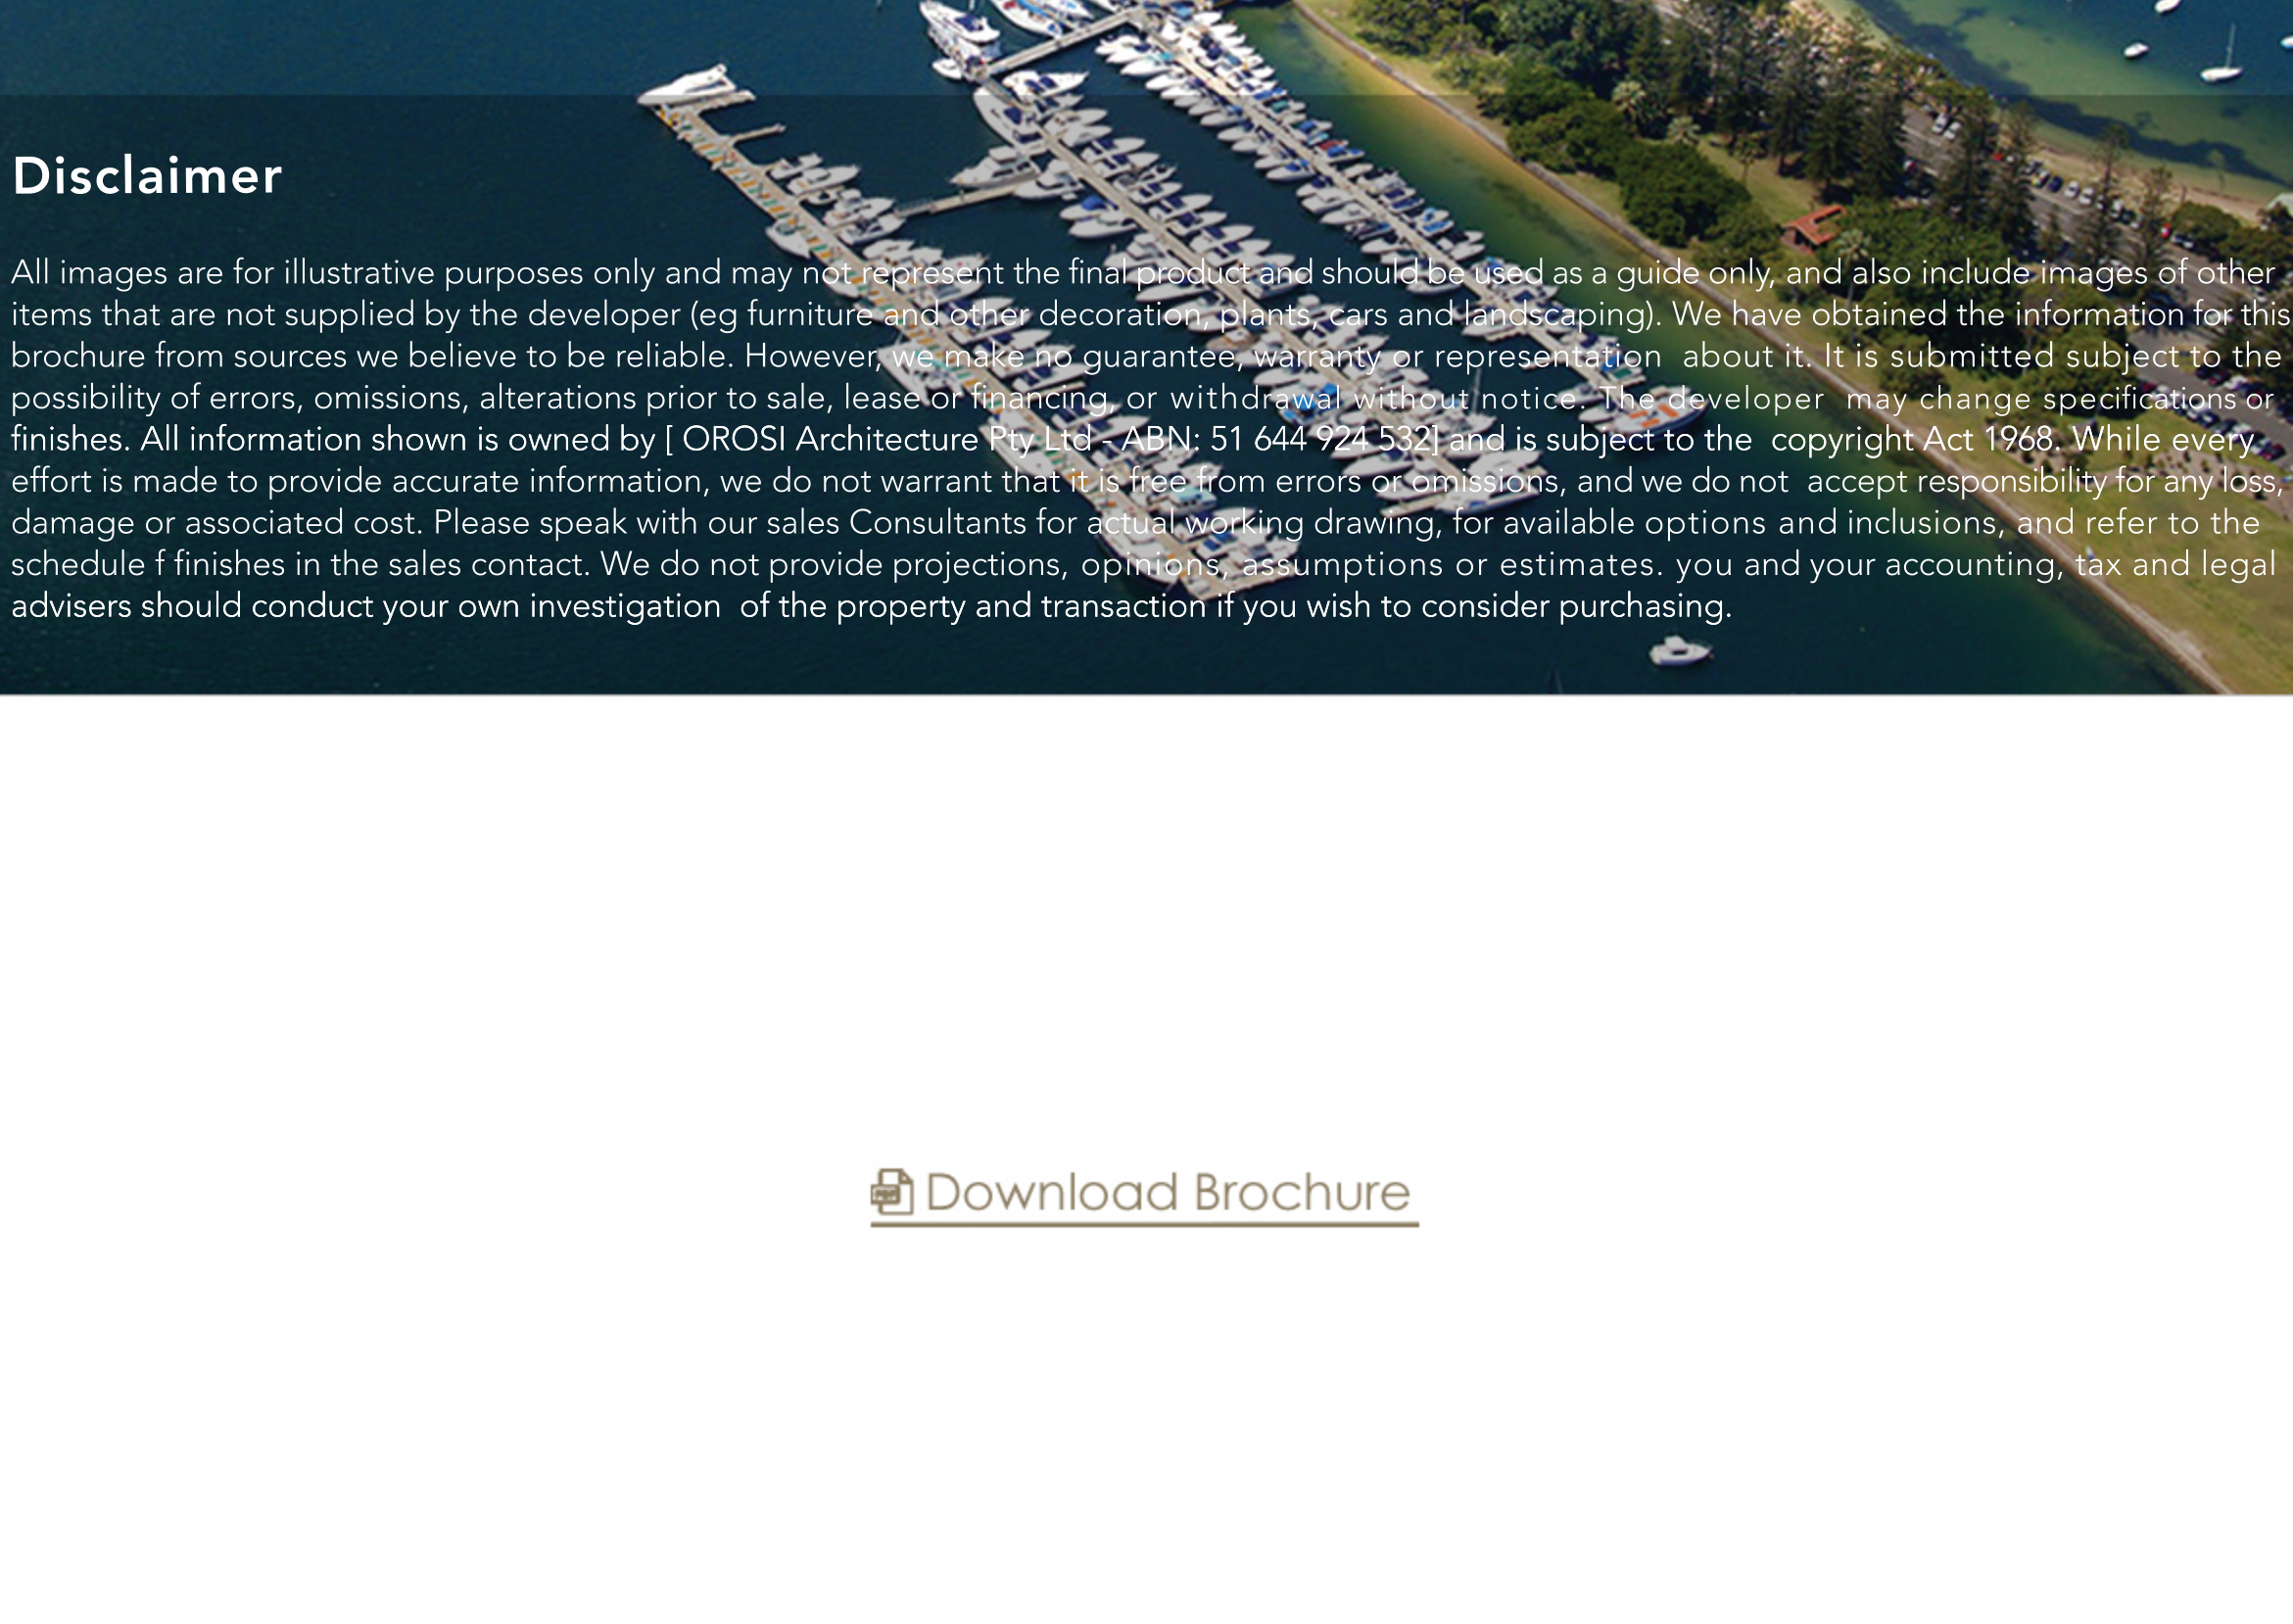 Disclaimer
All images are for illustrative purposes only and may not represent the final product and should be used as a guide only, and also include images of other
items that are not supplied by the developer (eg furniture and other decoration, plants, cars and landscaping). We have obtained the information for this
brochure from sources we believe to be reliable. However, we make no guarantee, warranty or representation  about it. It is submitted subject to the
possibility of errors, omissions, alterations prior to sale, lease or financing, or withdrawal without notice. The developer  may change specifications or
finishes. All information shown is owned by [ OROSI Architecture Pty Ltd - ABN: 51 644 924 532] and is subject to the  copyright Act 1968. While every
effort is made to provide accurate information, we do not warrant that it is free from errors or omissions, and we do not  accept responsibility for any loss,
damage or associated cost. Please speak with our sales Consultants for actual working drawing, for available options and inclusions, and refer to the
schedule f finishes in the sales contact. We do not provide projections, opinions, assumptions or estimates. you and your accounting, tax and legal
advisers should conduct your own investigation  of the property and transaction if you wish to consider purchasing.
Download Brochure